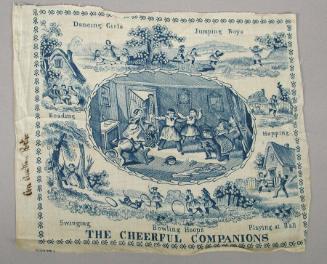 Dancing Girls
Jumping Boys
Reading
Hopping
Swinging
Bowling Hoops
Playing at Ball
THE CHEERFUL COMPANIONS